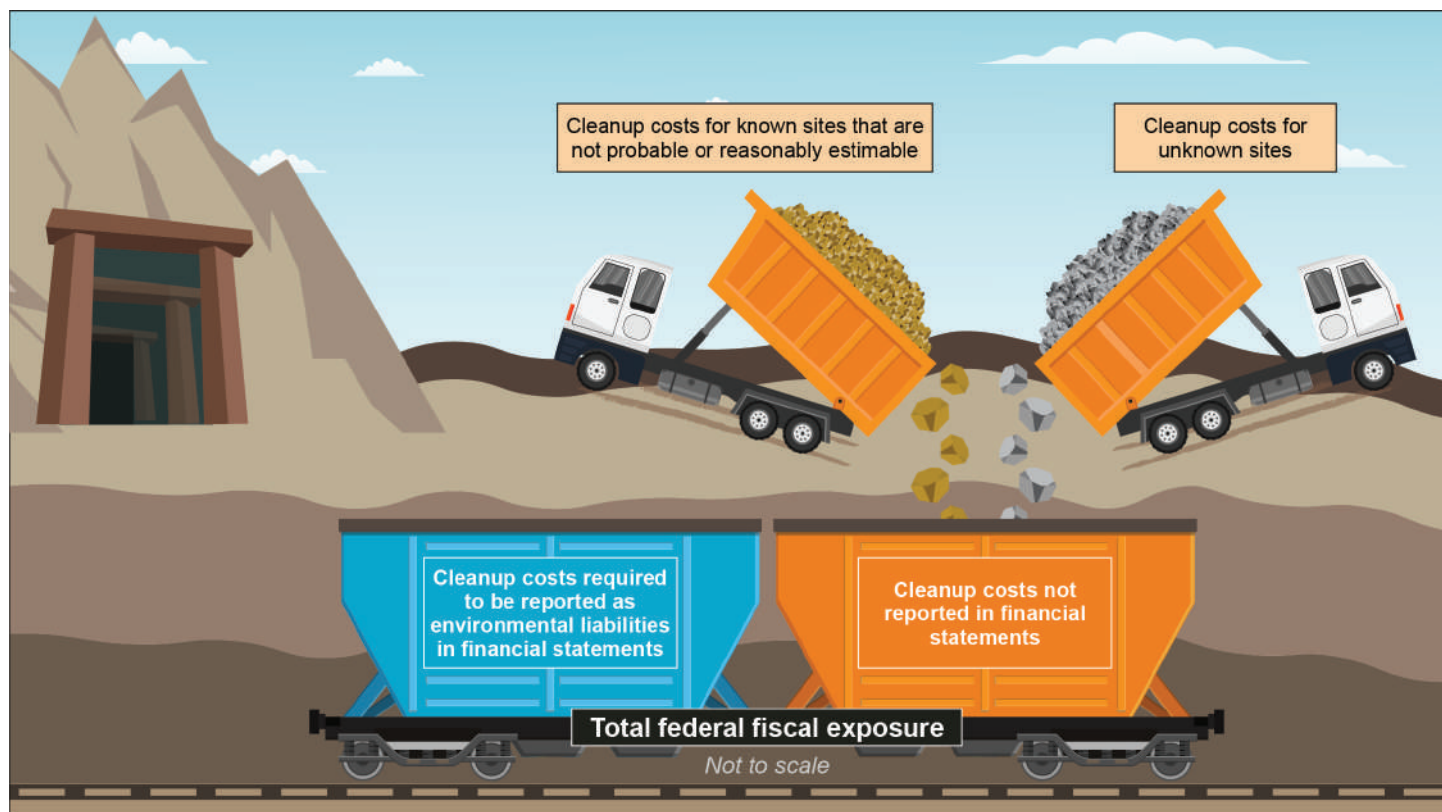 Cleanup costs for known sites that are
not probable or reasonably estimable
Cleanup costs for
unknown sites
Cleanup costs required
to be reported as
environmental liabilities
in financial statements
Cleanup costs not
reported in financial
statements
Total federal fiscal exposure
Not to scale